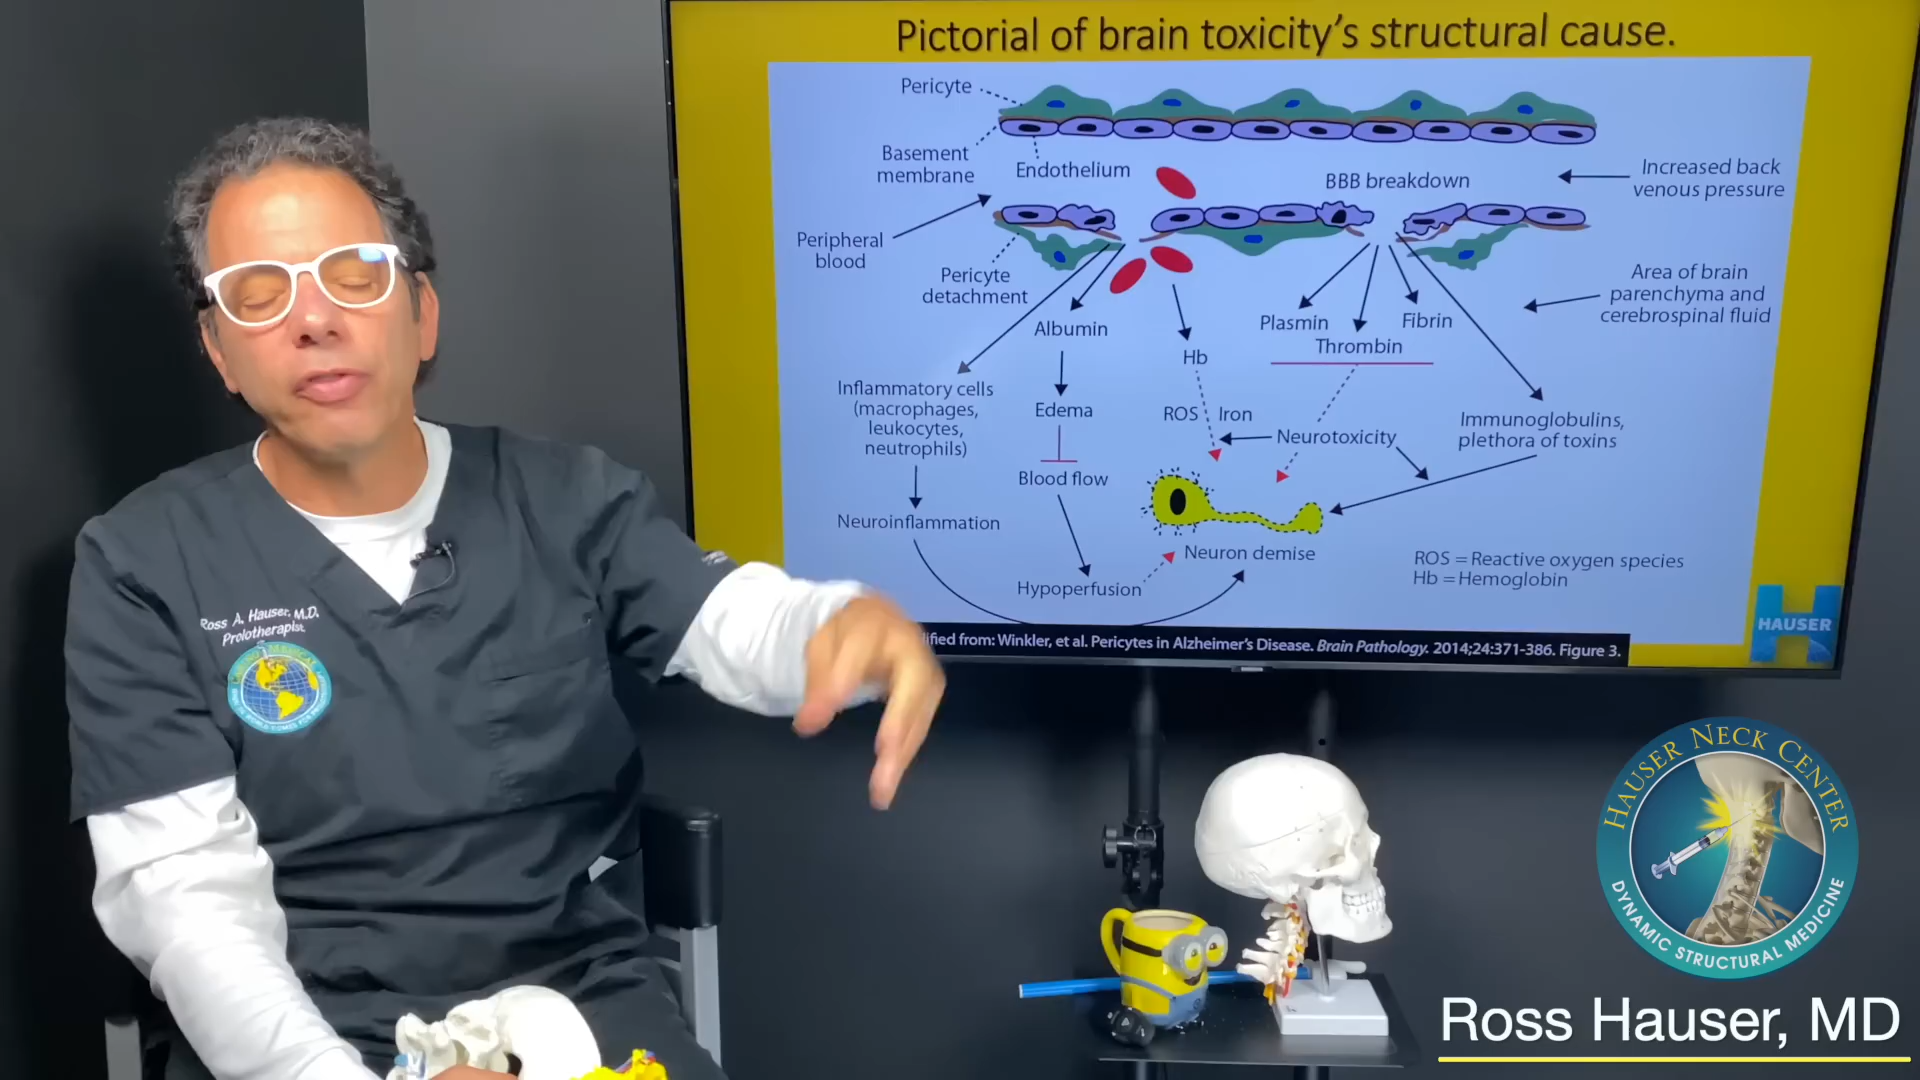 Pictorial of brain toxicity's structural cause.
Pericyte
Basement
membrane
Endothelium
BBB breakdown
Increased back
venous pressure
Peripheral
blood
Pericyte
detachment
Area of brain
parenchyma and
cerebrospinal fluid
Albumin
Hb
Plasmin
Fibrin
Thrombin
Inflammatory cells
(macrophages,
leukocytes,
neutrophils)
Edema
ROS
Iron
Neurotoxicity
Immunoglobulins,
plethora of toxins
Blood flow
Neuroinflammation
Neuron demise
Hypoperfusion
ROS = Reactive oxygen species
Hb = Hemoglobin
HAUSER
from: Winkler, et al. Pericytes in Alzheimer's Disease. Brain Pathology. 2014;24:371-386. Figure 3.
Ross A. Hauser, M.D.
Prolotherapist
HAUSER NECK CENTER
DYNAMIC STRUCTURAL MEDICINE
Ross Hauser, MD